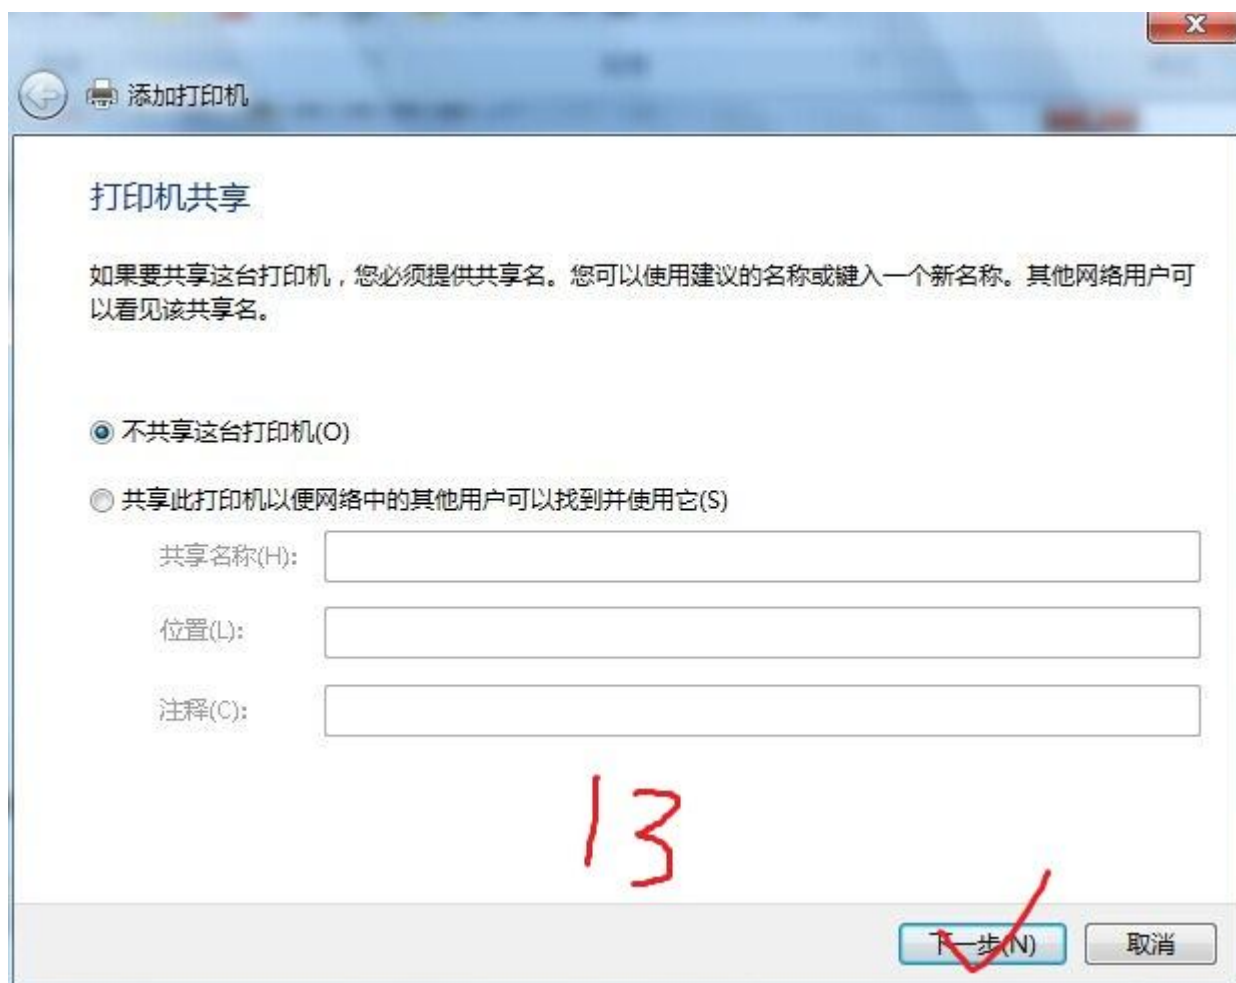 添加打印机
打印机共享
如果要共享这台打印机，您必须提供共享名。您可以使用建议的名称或键入一个新名称。其他网络用户可
以看见该共享名。
不共享这台打印机(O)
共享此打印机以便网络中的其他用户可以找到并使用它(S)
共享名称(H):
位置(L):
注释(C):
13
下一步(N) 取消